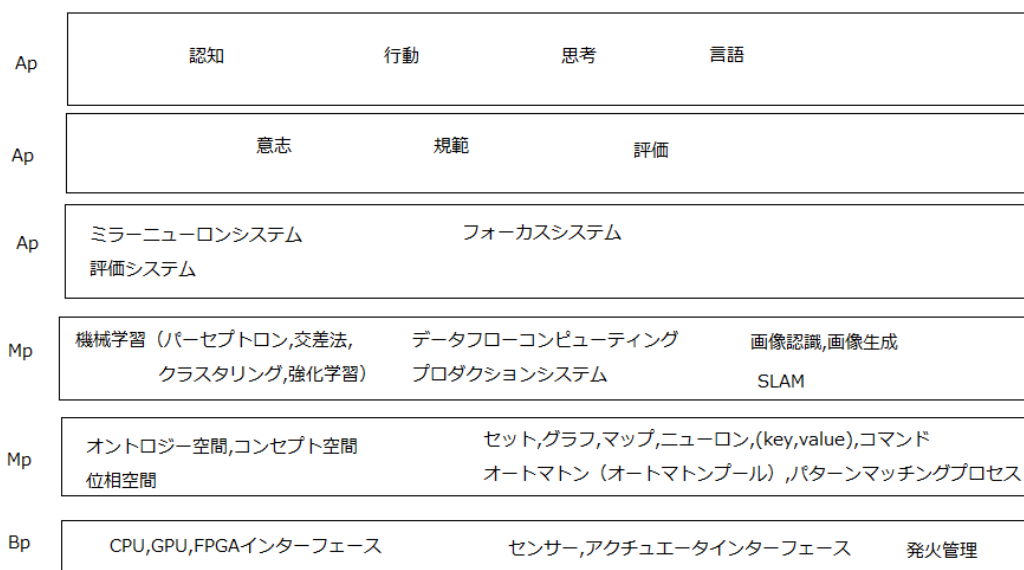 Ap
認知 行動 思考 言語
Ap
意志 規範 評価
Ap
ミラーニューロンシステム フォーカスシステム
評価システム
Mp
機械学習（パーセプトロン,交差法, データフローコンピューティング 画像認識,画像生成
クラスタリング,強化学習） プロダクションシステム SLAM
Mp
オントロジー空間,コンセプト空間 セット,グラフ,マップ,ニューロン,(key,value),コマンド
位相空間 オートマトン（オートマトンプール）,パターンマッチングプロセス
Bp
CPU,GPU,FPGAインターフェース センサー,アクチュエータインターフェース 発火管理